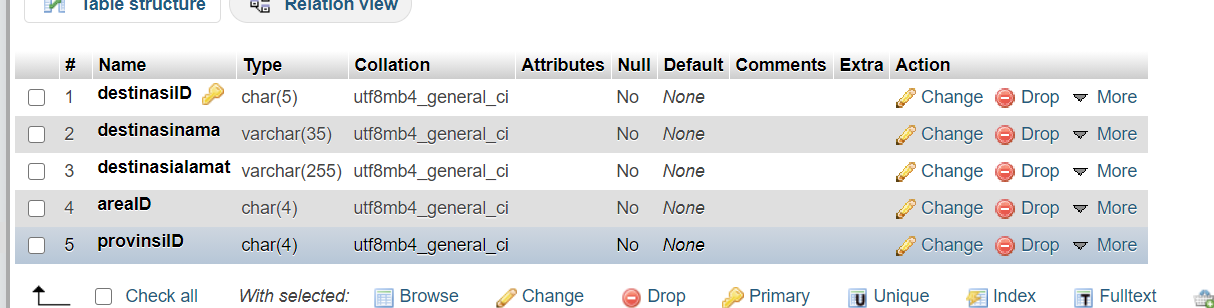 Table structure Relation view
# Name Type Collation Attributes Null Default Comments Extra Action
1 destinasiID char(5) utf8mb4_general_ci No None Change Drop More
2 destinasinama varchar(35) utf8mb4_general_ci No None Change Drop More
3 destinasialamat varchar(255) utf8mb4_general_ci No None Change Drop More
4 areaID char(4) utf8mb4_general_ci No None Change Drop More
5 provinsiID char(4) utf8mb4_general_ci No None Change Drop More
Check all With selected: Browse Change Drop Primary Unique Index Fulltext